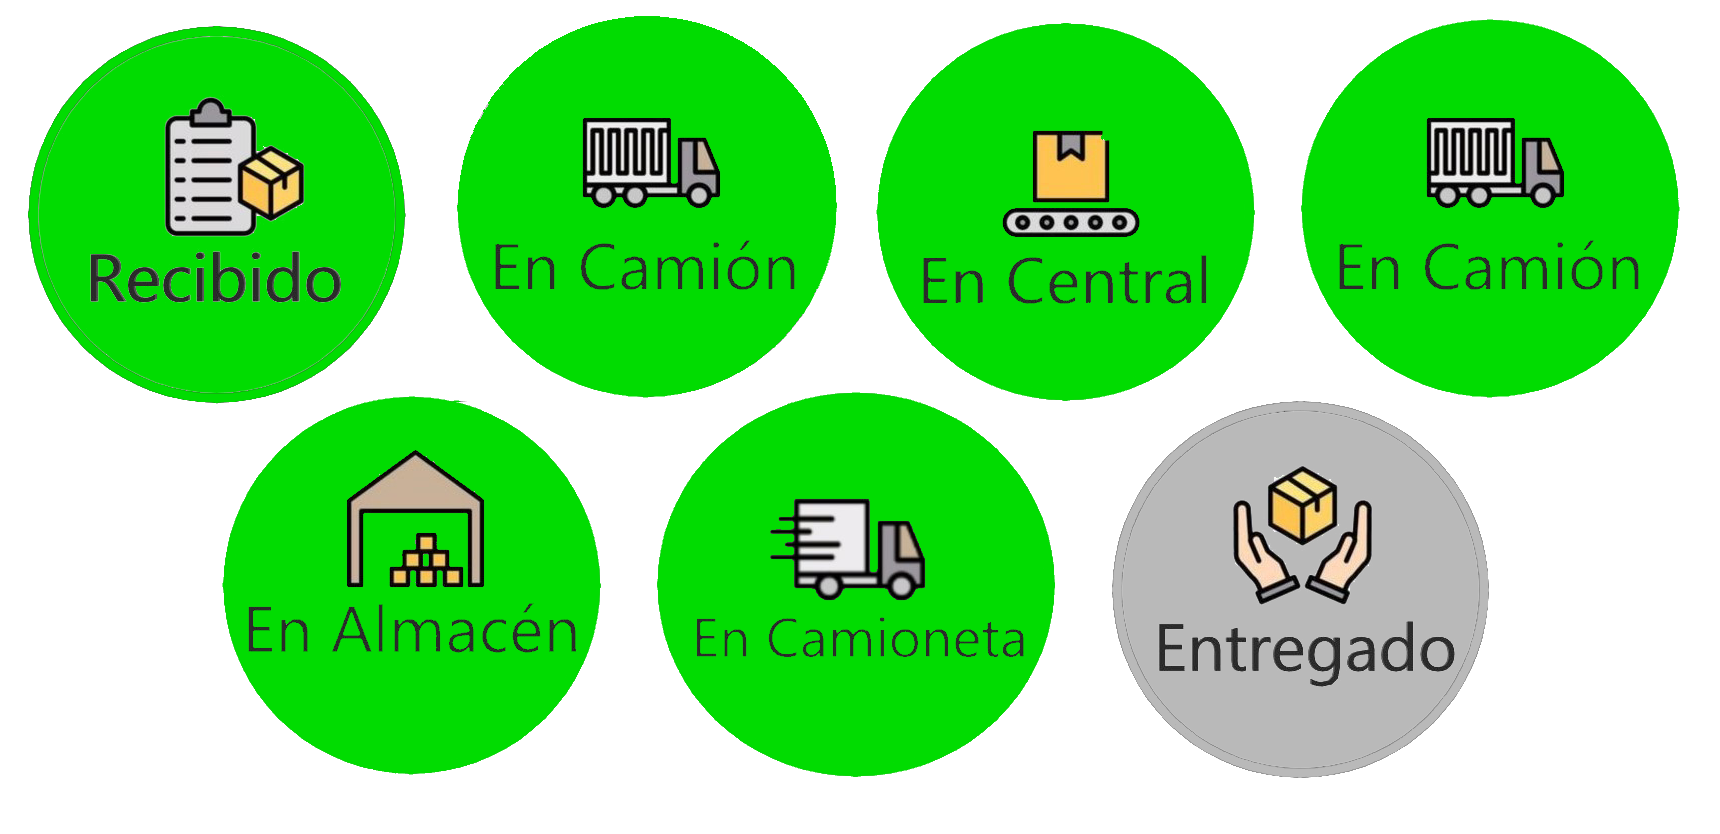 Recibido
En Camión
En Central
En Camión
En Almacén
En Camioneta
Entregado